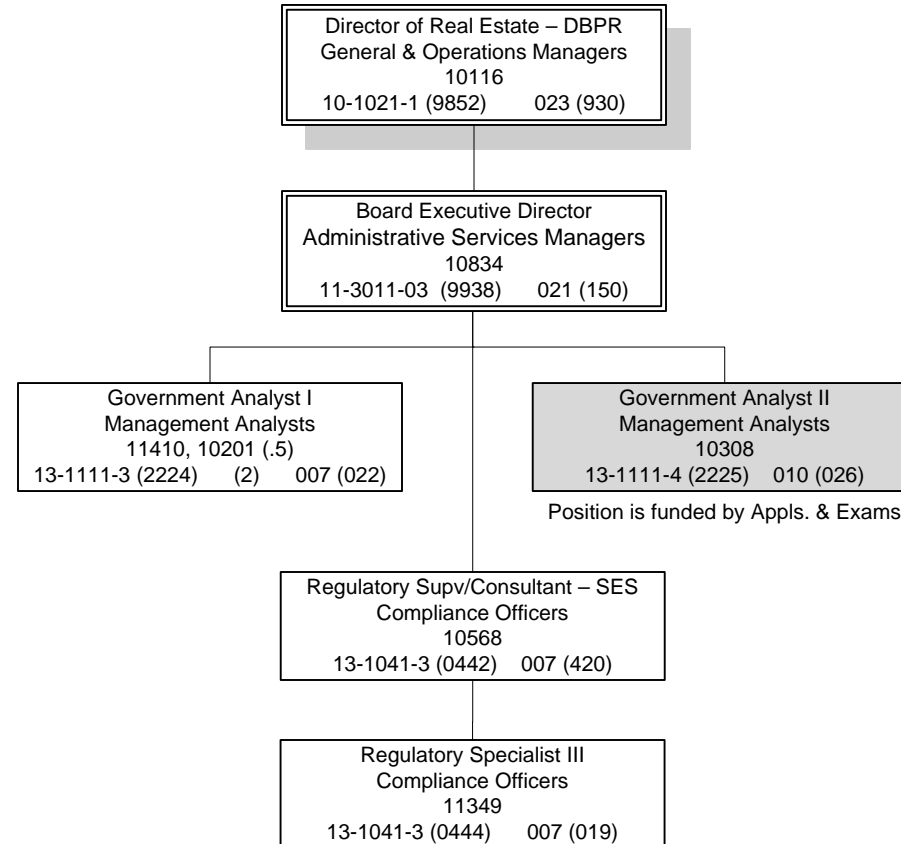 Director of Real Estate – DBPR
General & Operations Managers
10116
10-1021-1 (9852) 023 (930)
Board Executive Director
Administrative Services Managers
10834
11-3011-03 (9938) 021 (150)
Government Analyst I
Management Analysts
11410, 10201 (.5)
13-1111-3 (2224) (2) 007 (022)
Government Analyst II
Management Analysts
10308
13-1111-4 (2225) 010 (026)
Position is funded by Appls. & Exams
Regulatory Supv/Consultant – SES
Compliance Officers
10568
13-1041-3 (0442) 007 (420)
Regulatory Specialist III
Compliance Officers
11349
13-1041-3 (0444) 007 (019)